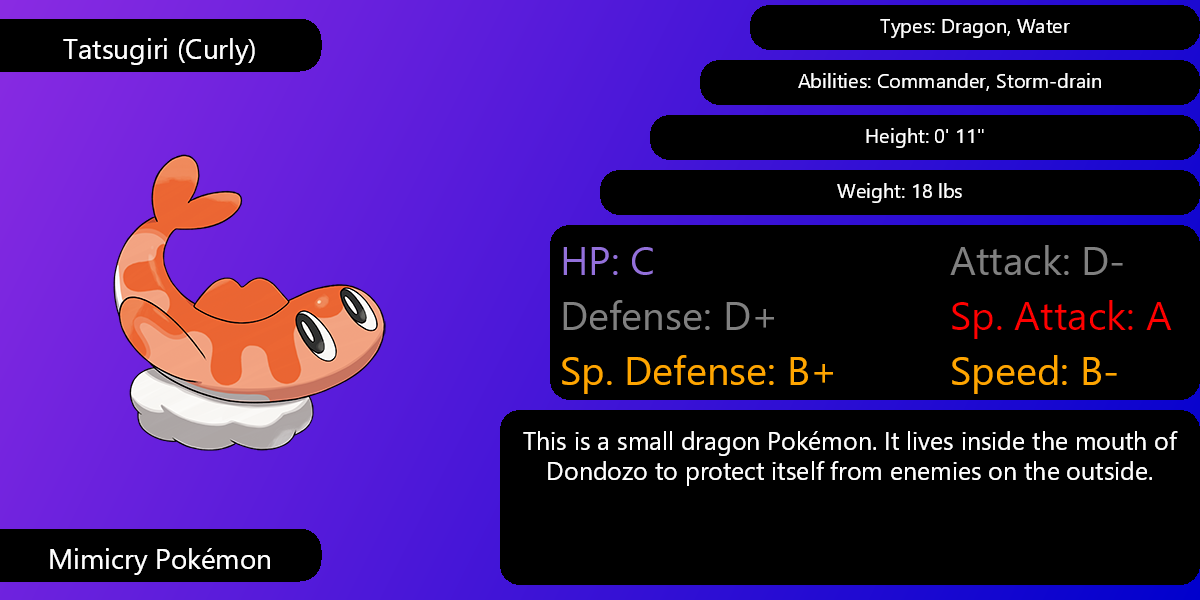 Tatsugiri (Curly)
Types: Dragon, Water
Abilities: Commander, Storm-drain
Height: 0' 11"
Weight: 18 lbs
HP: C
Attack: D-
Defense: D+
Sp. Attack: A
Sp. Defense: B+
Speed: B-
This is a small dragon Pokémon. It lives inside the mouth of
Dondozo to protect itself from enemies on the outside.
Mimicry Pokémon